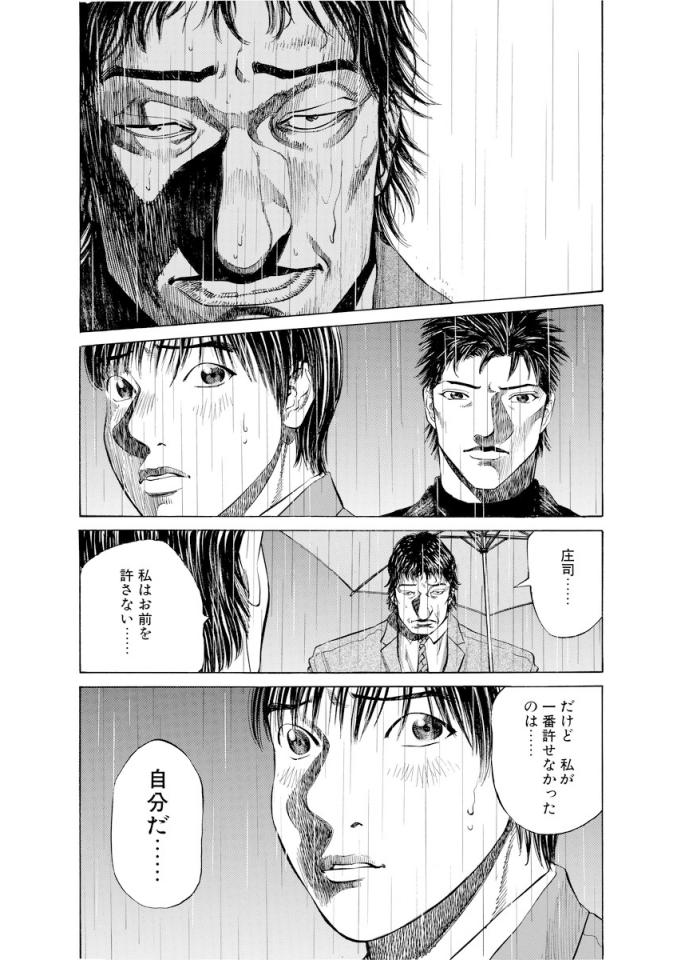 庄司……
私はお前を
許さない……
だけど 私が
一番許せなかった
のは……
自分だ……